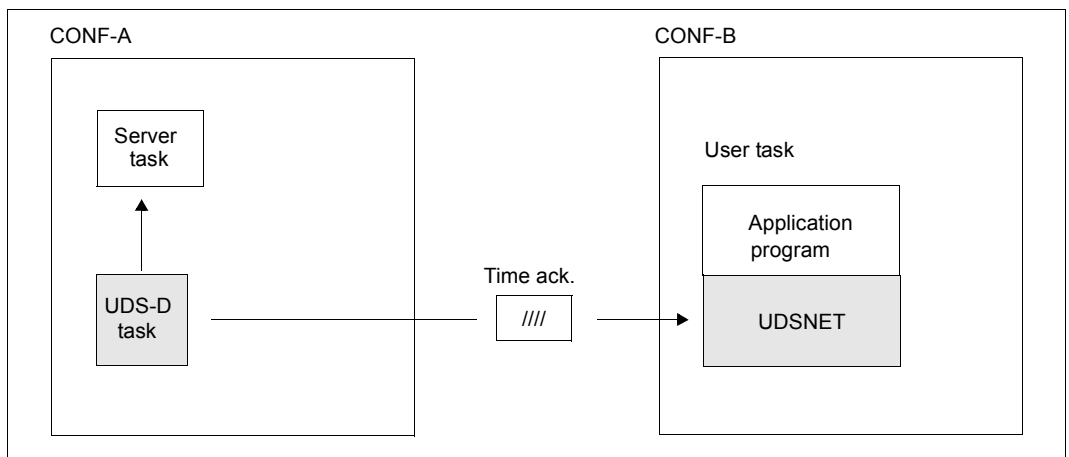 CONF-A
Server
task
UDS-D
task
Time ack.
////
CONF-B
User task
Application
program
UDSNET